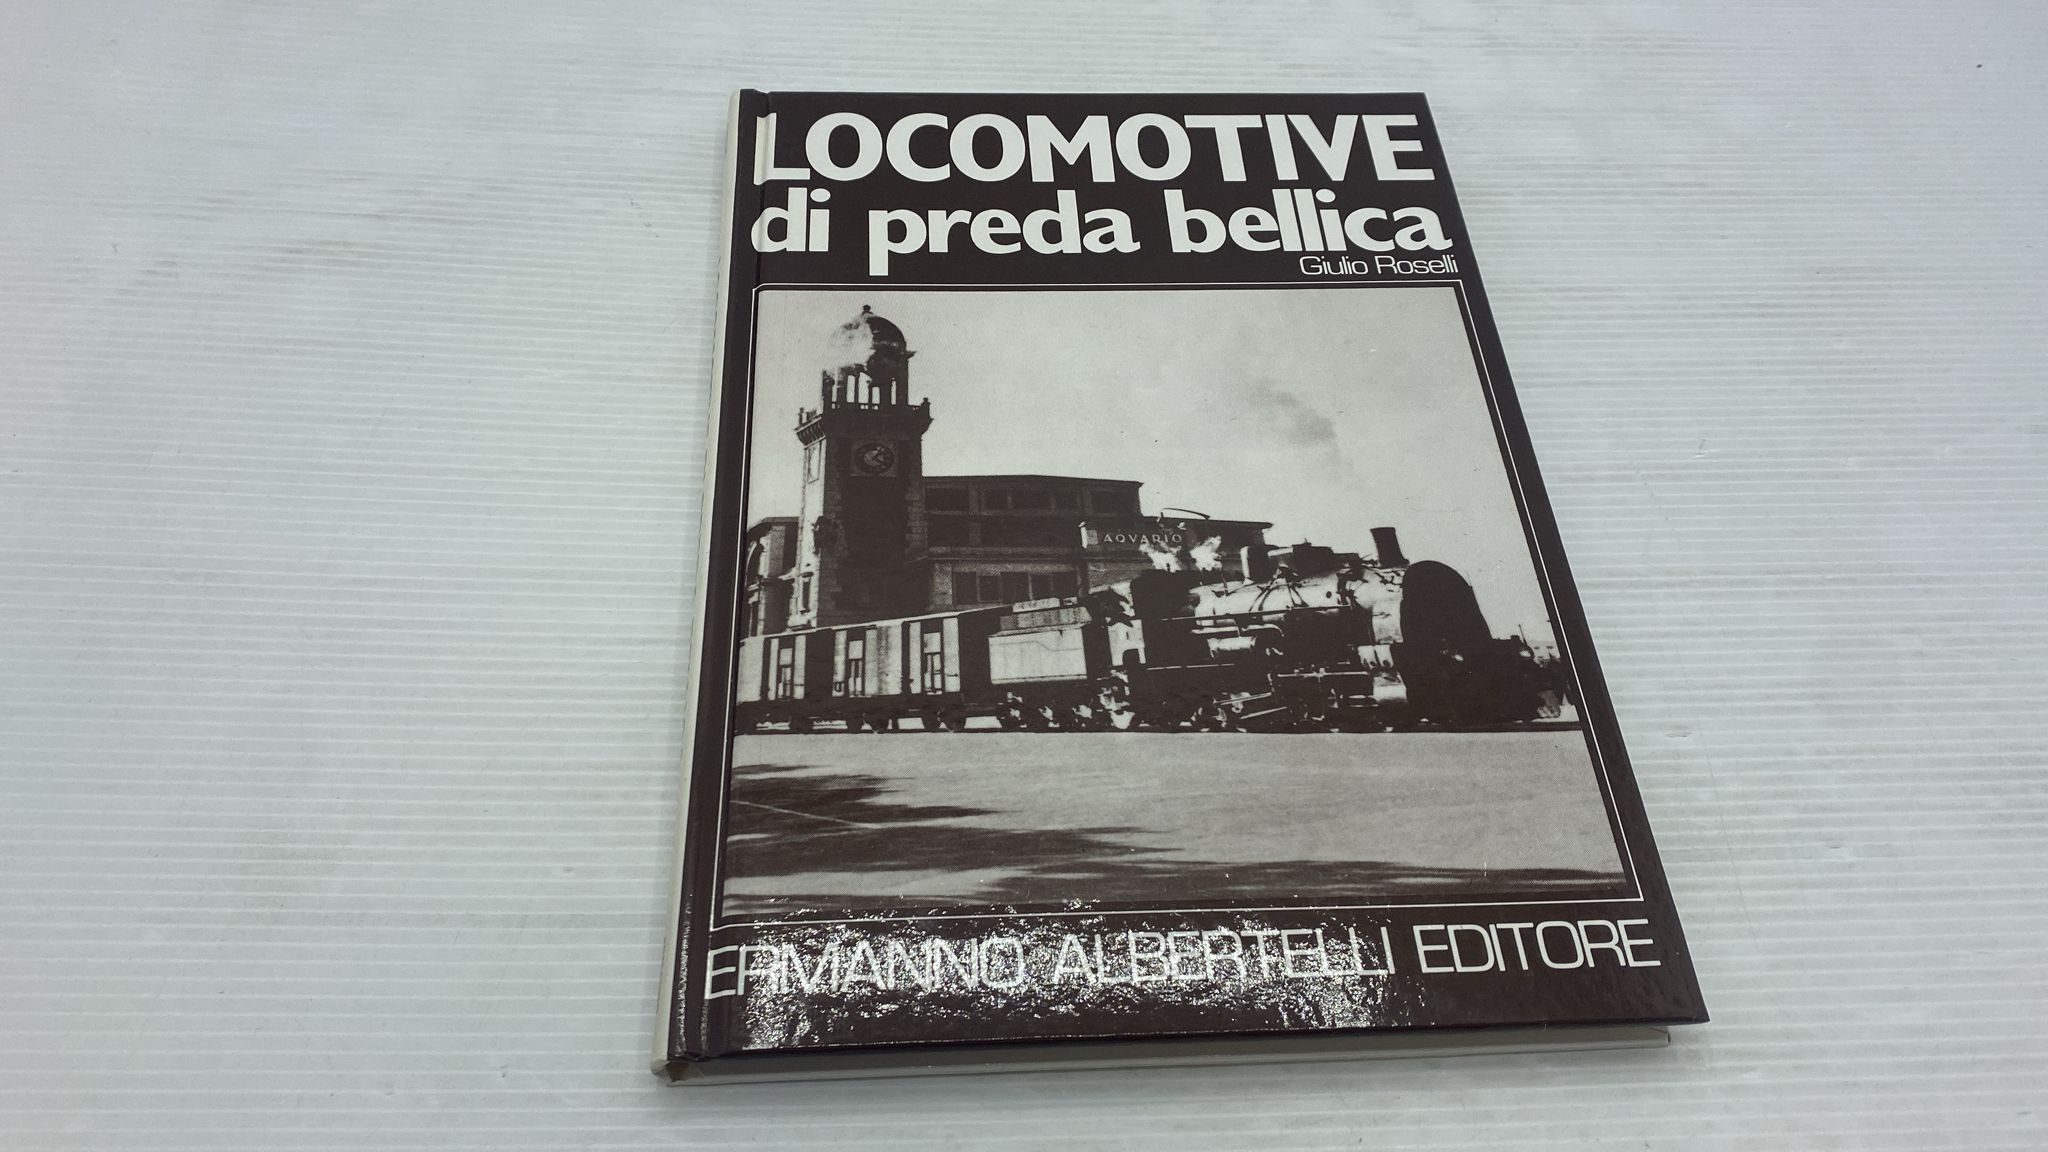 LOCOMOTIVE
di preda bellica
Giulio Roselli
AQVARIO
ERMANNO ALBERTELLI EDITORE